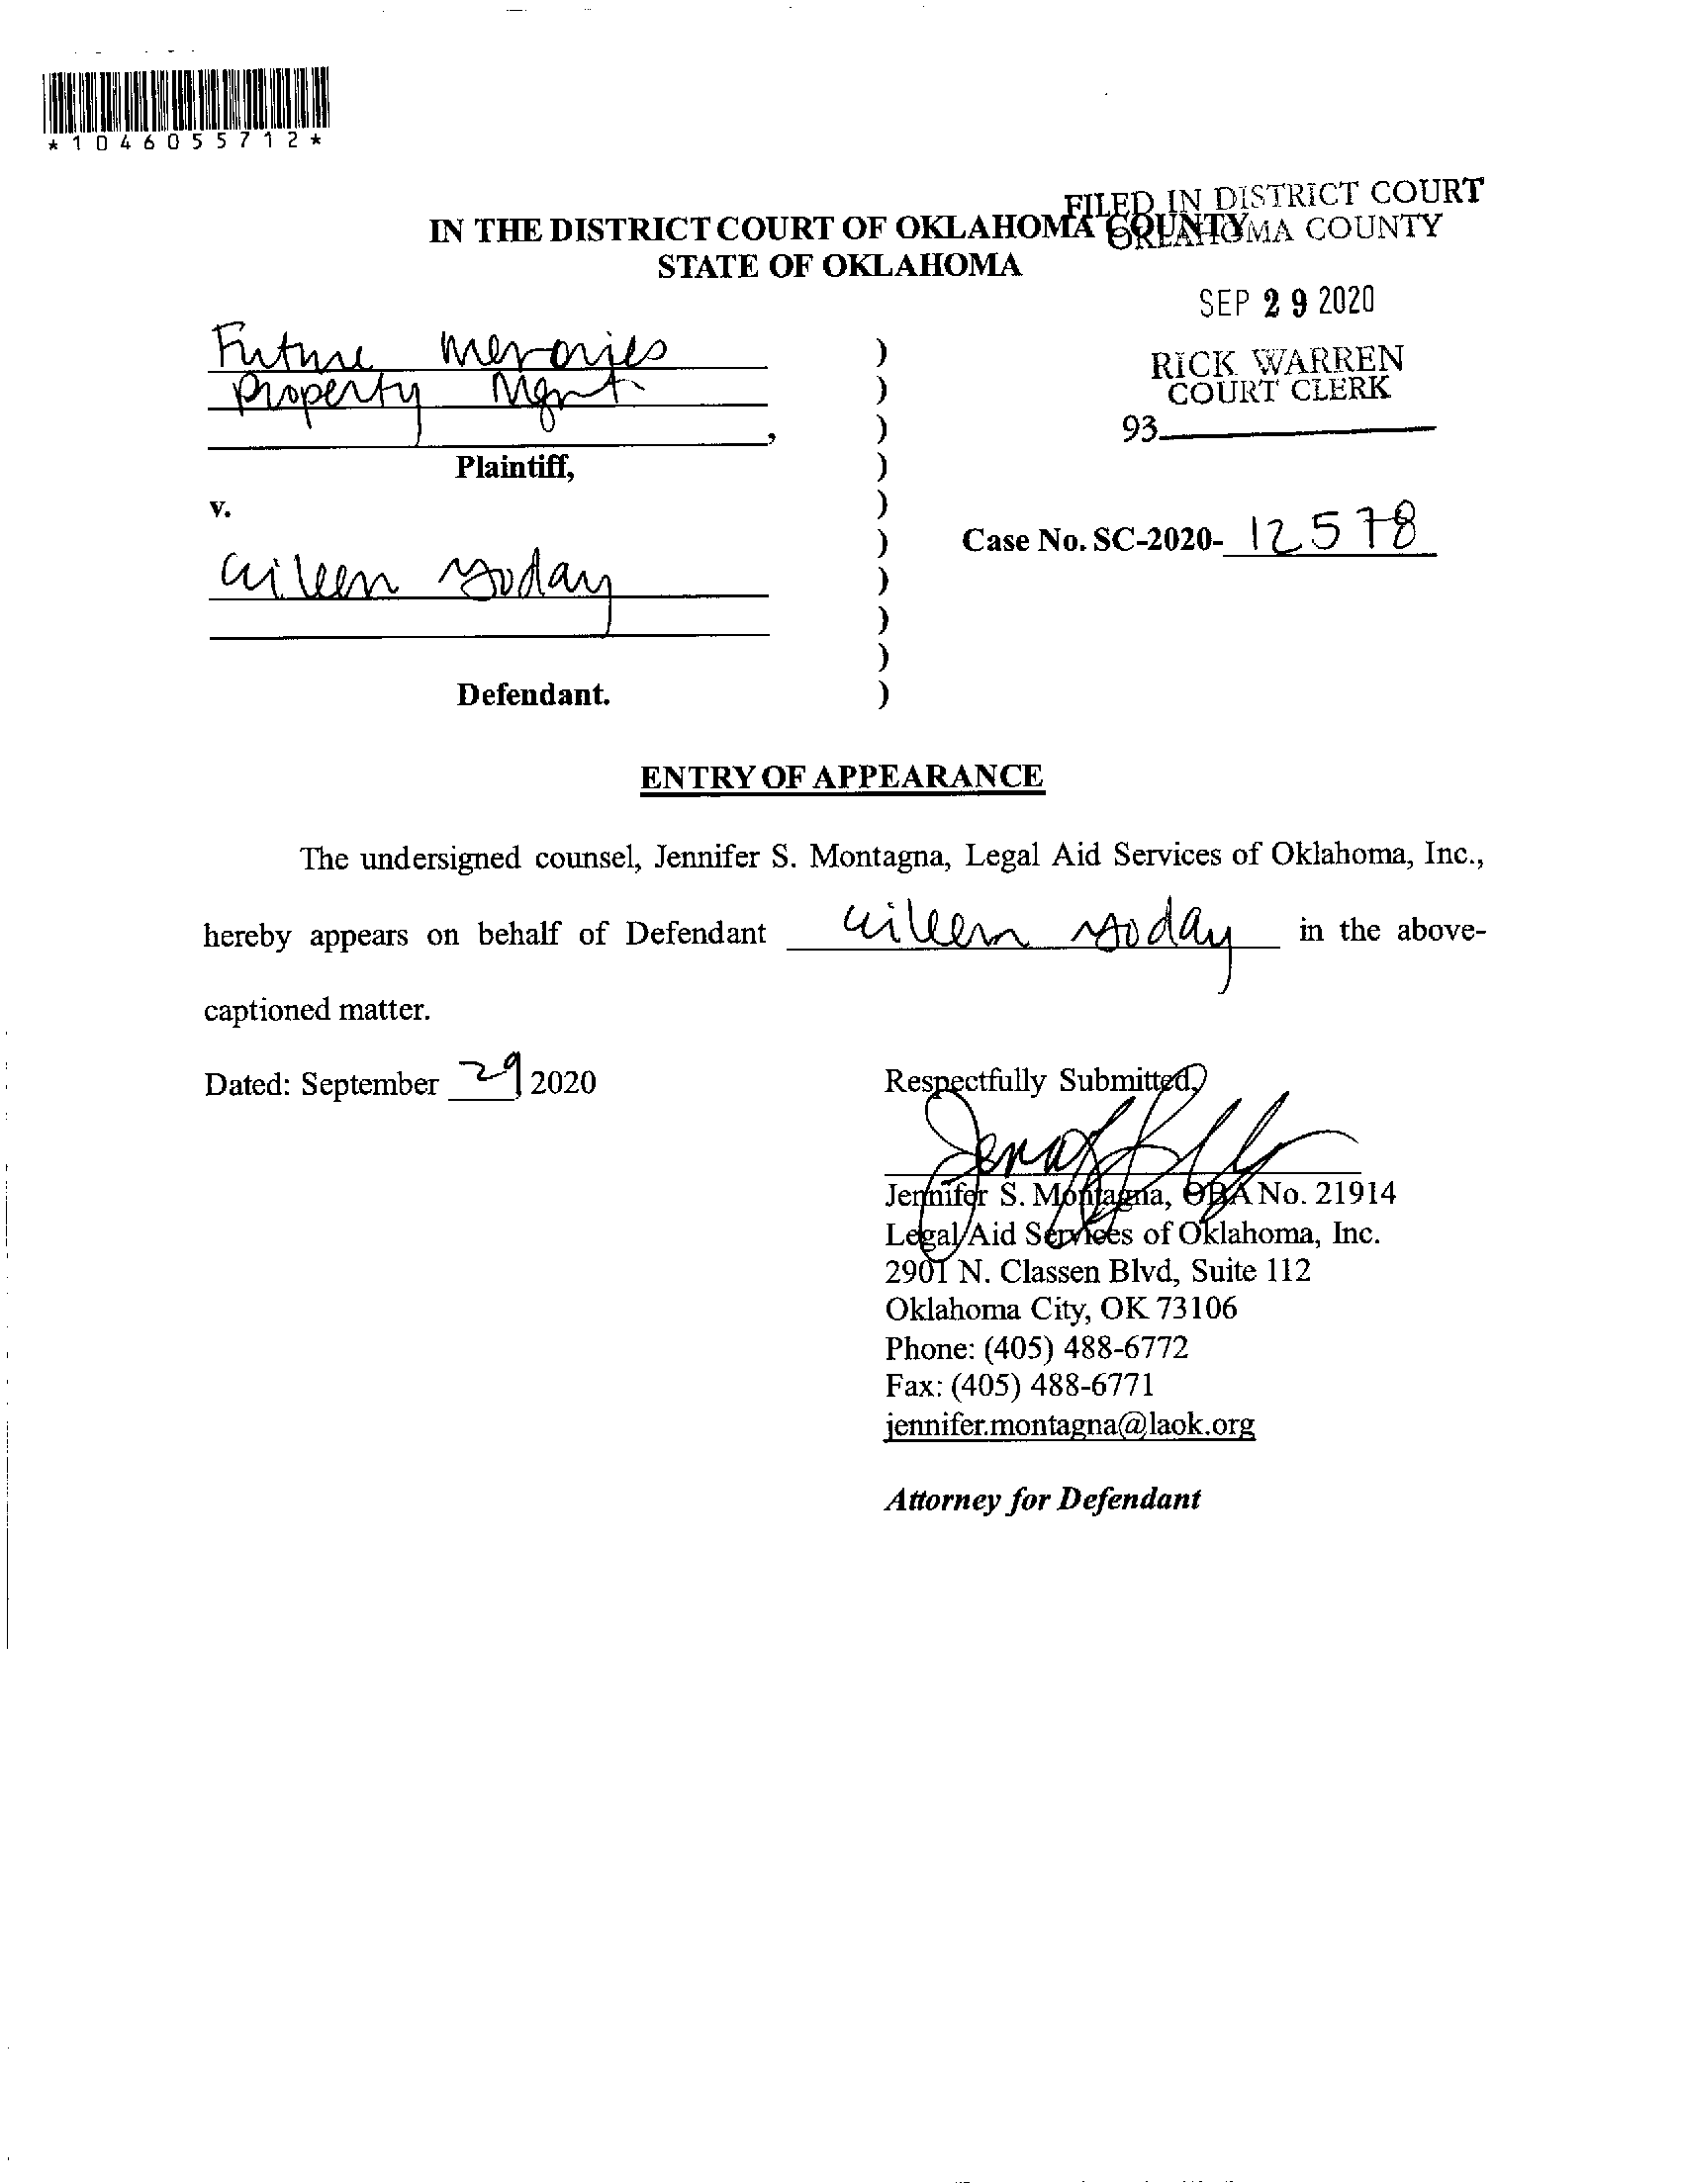 *1046055712*
FILED IN DISTRICT COURT
OKLAHOMA COUNTY
IN THE DISTRICT COURT OF OKLAHOMA COUNTY
STATE OF OKLAHOMA
SEP 29 2020
RICK WARREN
COURT CLERK
93
Future Memories
Property Mgmt
,
Plaintiff,
v.
Case No. SC-2020- 12578
Aileen Yoday
Defendant.
)
)
)
)
)
)
)
)
)
)
ENTRY OF APPEARANCE
The undersigned counsel, Jennifer S. Montagna, Legal Aid Services of Oklahoma, Inc.,
hereby appears on behalf of Defendant Aileen Yoday in the above-
captioned matter.
Dated: September 29, 2020
Respectfully Submitted,
Jennifer S. Montagna, OBA No. 21914
Legal Aid Services of Oklahoma, Inc.
2901 N. Classen Blvd, Suite 112
Oklahoma City, OK 73106
Phone: (405) 488-6772
Fax: (405) 488-6771
jennifer.montagna@laok.org
Attorney for Defendant